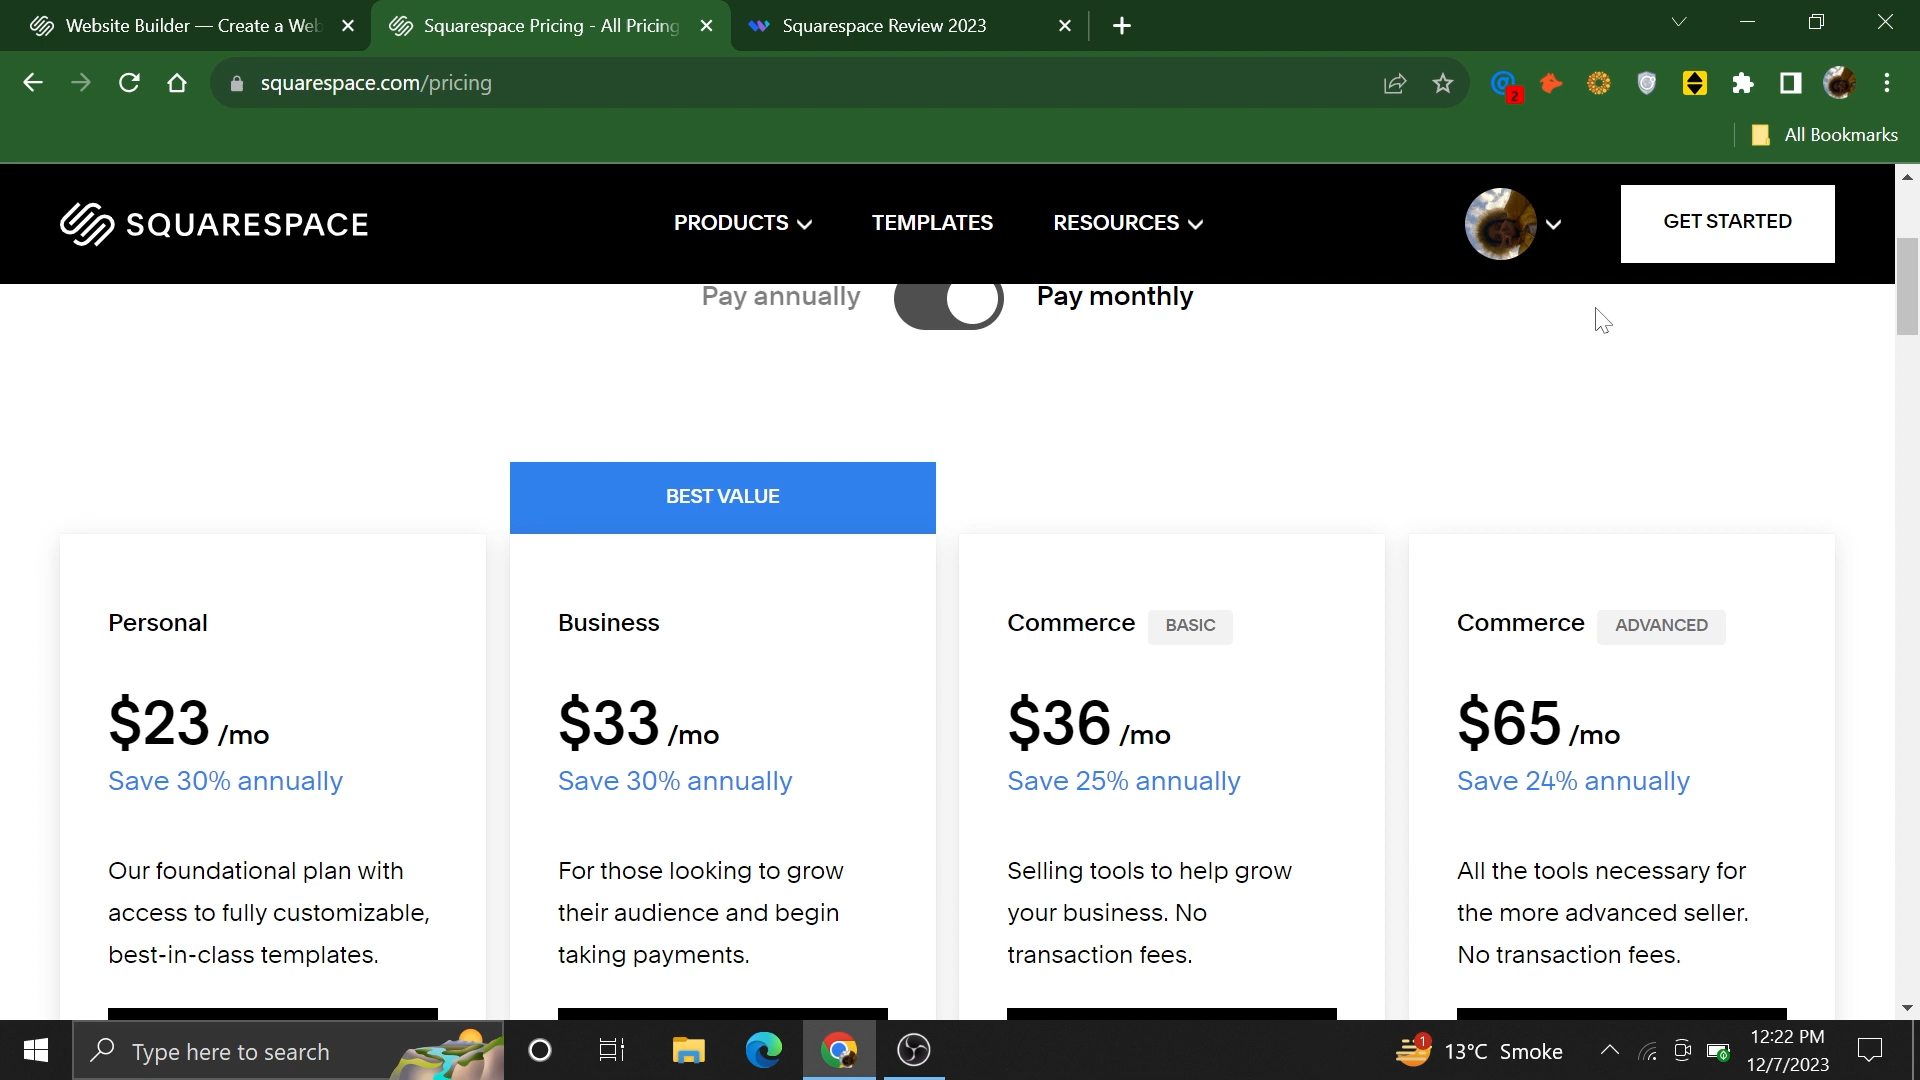 Website Builder — Create a Web
Squarespace Pricing - All Pricing
Squarespace Review 2023
squarespace.com/pricing
2
All Bookmarks
SQUARESPACE
PRODUCTS
TEMPLATES
RESOURCES
GET STARTED
Pay annually
Pay monthly
BEST VALUE
Personal
$23 /mo
Save 30% annually
Our foundational plan with
access to fully customizable,
best-in-class templates.
Business
$33 /mo
Save 30% annually
For those looking to grow
their audience and begin
taking payments.
Commerce BASIC
$36 /mo
Save 25% annually
Selling tools to help grow
your business. No
transaction fees.
Commerce ADVANCED
$65 /mo
Save 24% annually
All the tools necessary for
the more advanced seller.
No transaction fees.
Type here to search
1
13°C Smoke
12:22 PM
12/7/2023